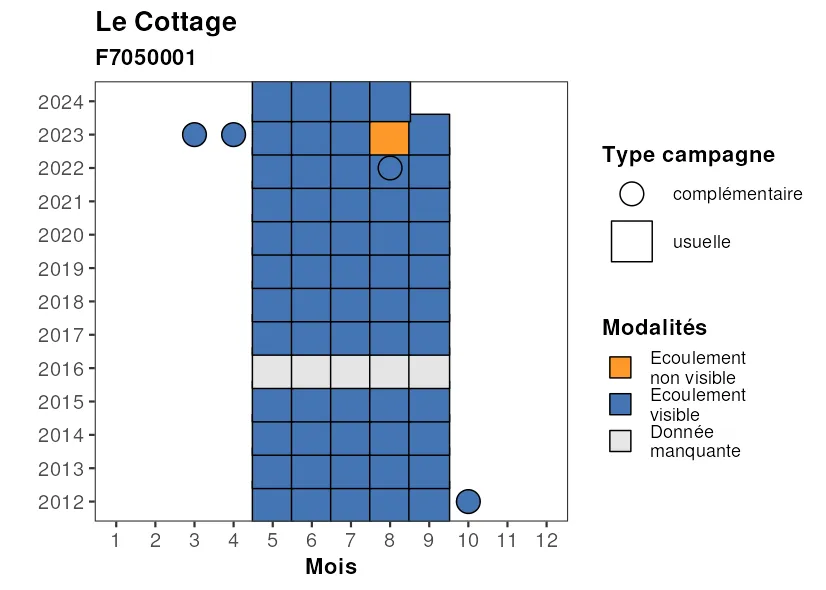 Le Cottage
F7050001
2024
2023
2022
2021
2020
2019
2018
2017
2016
2015
2014
2013
2012
1 2 3 4 5 6 7 8 9 10 11 12
Mois
Type campagne
complémentaire
usuelle
Modalités
Ecoulement
non visible
Ecoulement
visible
Donnée
manquante